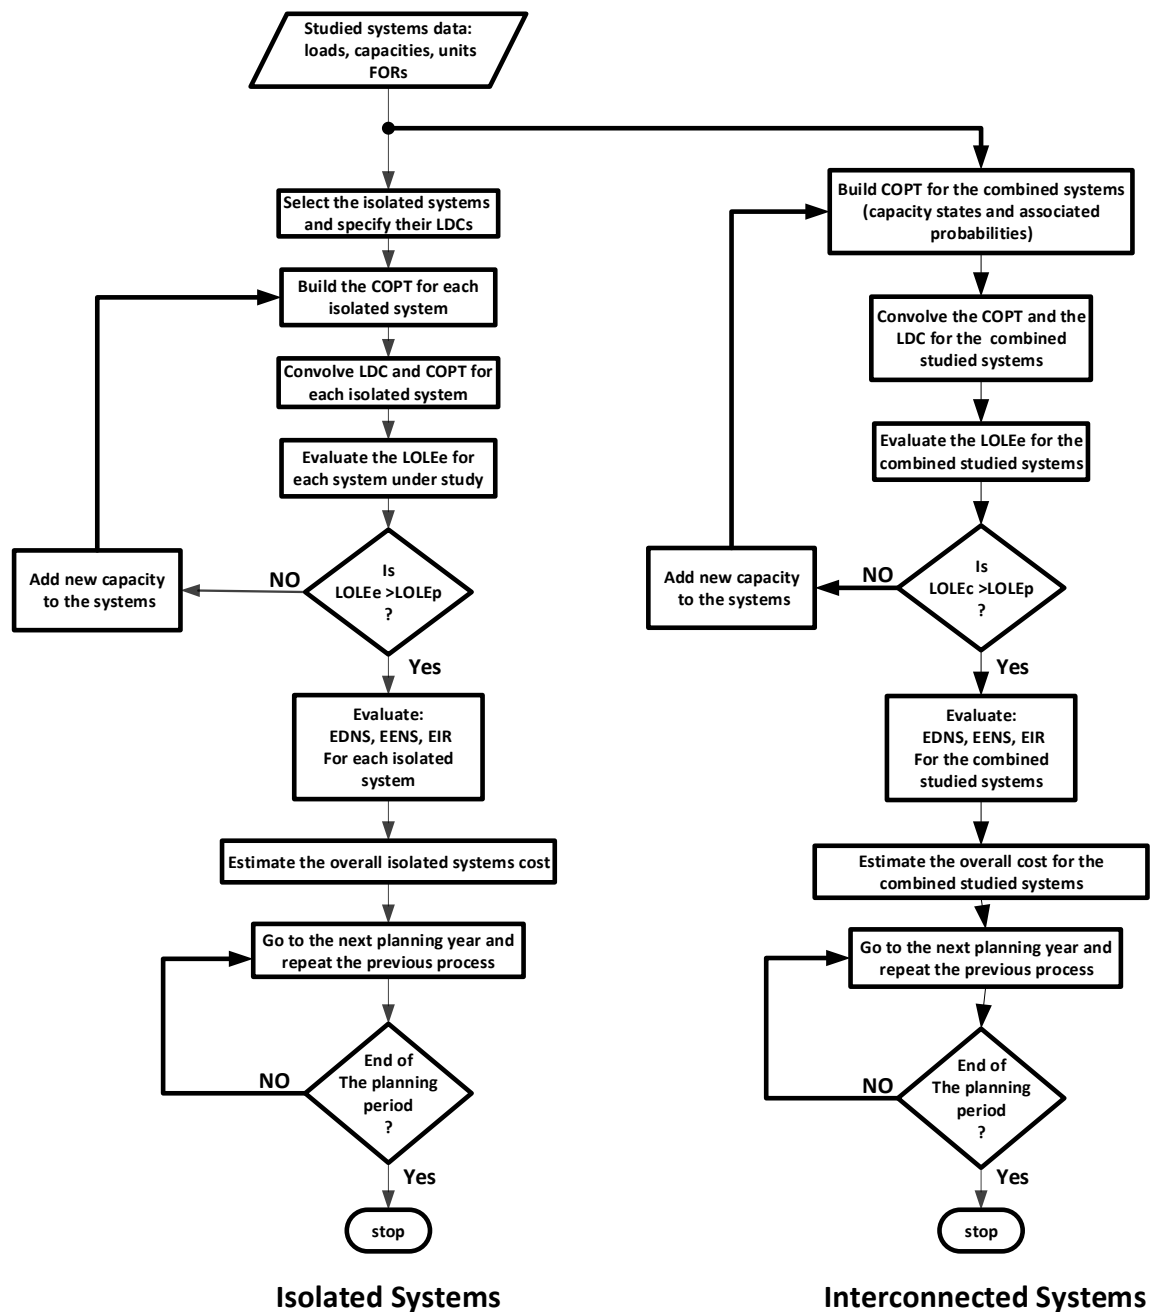 Studied systems data:
loads, capacities, units
FORs
Select the isolated systems
and specify their LDCs
Build the COPT for each
isolated system
Convolve LDC and COPT for
each isolated system
Evaluate the LOLEe for
each system under study
Is
LOLEe >LOLEp
?
NO
Add new capacity
to the systems
Yes
Evaluate:
EDNS, EENS, EIR
For each isolated
system
Estimate the overall isolated systems cost
Go to the next planning year and
repeat the previous process
End of
The planning
period
?
NO
Yes
stop
Isolated Systems
Build COPT for the combined systems
(capacity states and associated
probabilities)
Convolve the COPT and the
LDC for the combined
studied systems
Evaluate the LOLEe for the
combined studied systems
Is
LOLEc >LOLEp
?
NO
Add new capacity
to the systems
Yes
Evaluate:
EDNS, EENS, EIR
For the combined
studied systems
Estimate the overall cost for the
combined studied systems
Go to the next planning year and
repeat the previous process
End of
The planning
period
?
NO
Yes
stop
Interconnected Systems